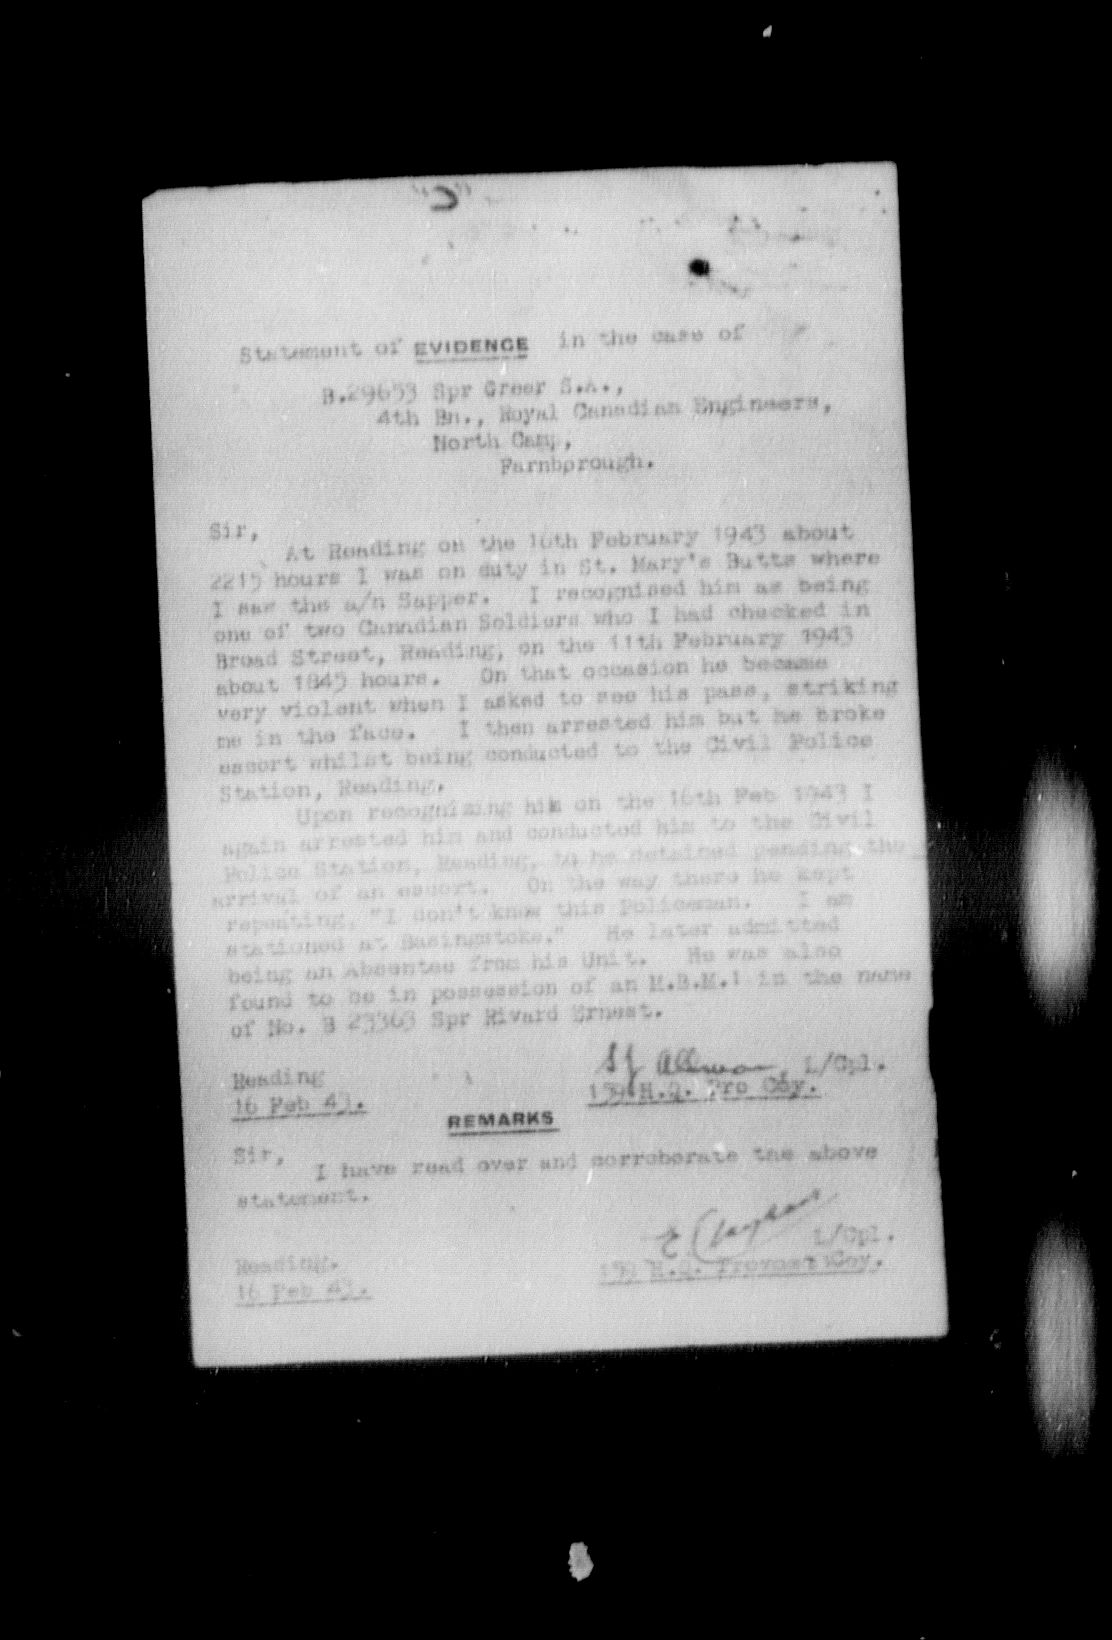 "C"
Statement of EVIDENCE in the case of
B.29653 Spr Greer S.A.,
4th Bn., Royal Canadian Engineers,
North Camp,
Farnborough.
Sir,
At Reading on the 16th February 1943 about
2215 hours I was on duty in St. Mary's Butts where
I saw the a/n Sapper. I recognised him as being
one of two Canadian Soldiers who I had checked in
Broad Street, Reading, on the 11th February 1943
about 1845 hours. On that occasion he became
very violent when I asked to see his pass, striking
me in the face. I then arrested him but he broke
escort whilst being conducted to the Civil Police
Station, Reading.
Upon recognizing him on the 16th Feb 1943 I
again arrested him and conducted him to the Civil
Police Station, Reading, to be detained pending the
arrival of an escort. On the way there he kept
repeating, "I don't know this Policeman. I am
stationed at Basingstoke." He later admitted
being an Absentee from his Unit. He was also
found to be in possession of an M.B.M.1 in the name
of No. B 23363 Spr Rivard Ernest.
L/Cpl.
Reading
159 H.Q. Pro Coy.
16 Feb 43.
REMARKS
Sir,
I have read over and corroborate the above
statement.
L/Cpl.
Reading.
159 H.Q. Provost Coy.
16 Feb 43.